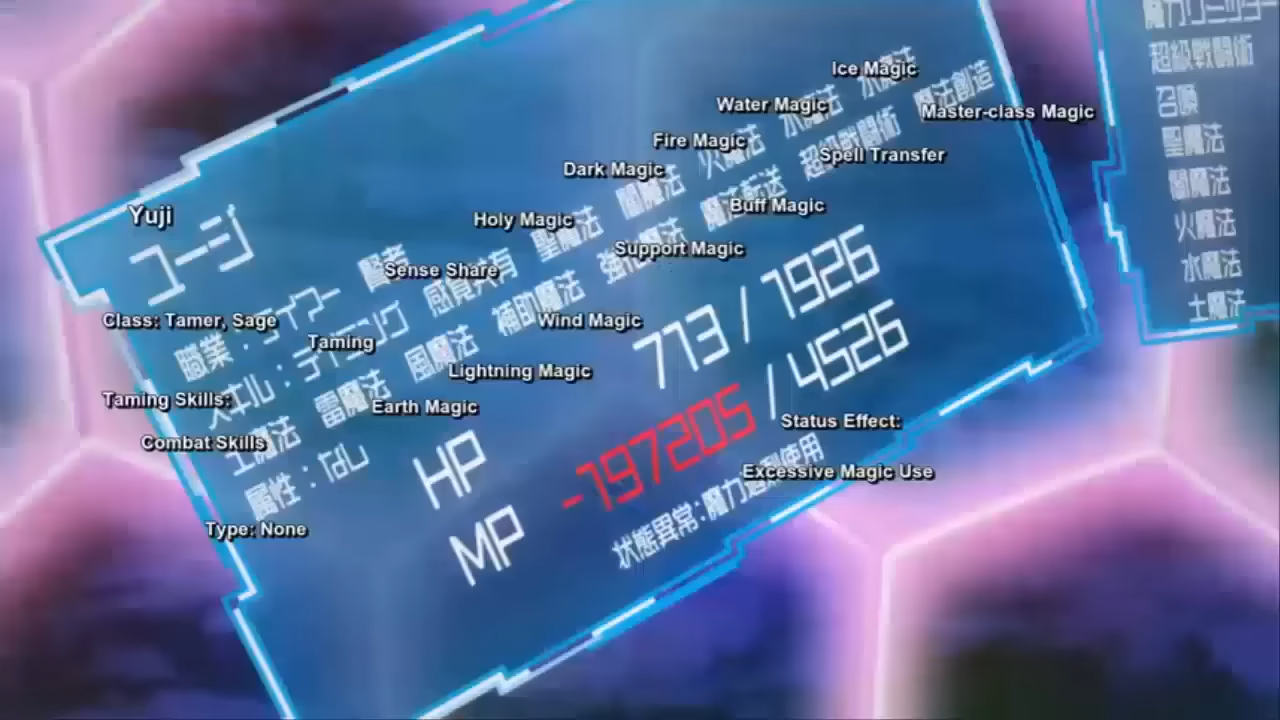 Yuji
ユージ
Class: Tamer, Sage
職業：テイマー 賢者
Taming Skills:
Taming
Sense Share
Holy Magic
Dark Magic
Fire Magic
Water Magic
Ice Magic
スキル：テイミング 感覚共有 聖魔法 闇魔法 火魔法 水魔法
Combat Skills
Earth Magic
Lightning Magic
Wind Magic
Support Magic
Buff Magic
Spell Transfer
Master-class Magic
土魔法 雷魔法 風魔法 補助魔法 強化魔法 魔法転送 超級戦闘術 魔法創造
Type: None
属性：なし
HP 773 / 1926
MP -197205 / 4526
Status Effect:
Excessive Magic Use
状態異常：魔力過剰使用
超級戦闘術
召喚
聖魔法
闇魔法
火魔法
水魔法
土魔法